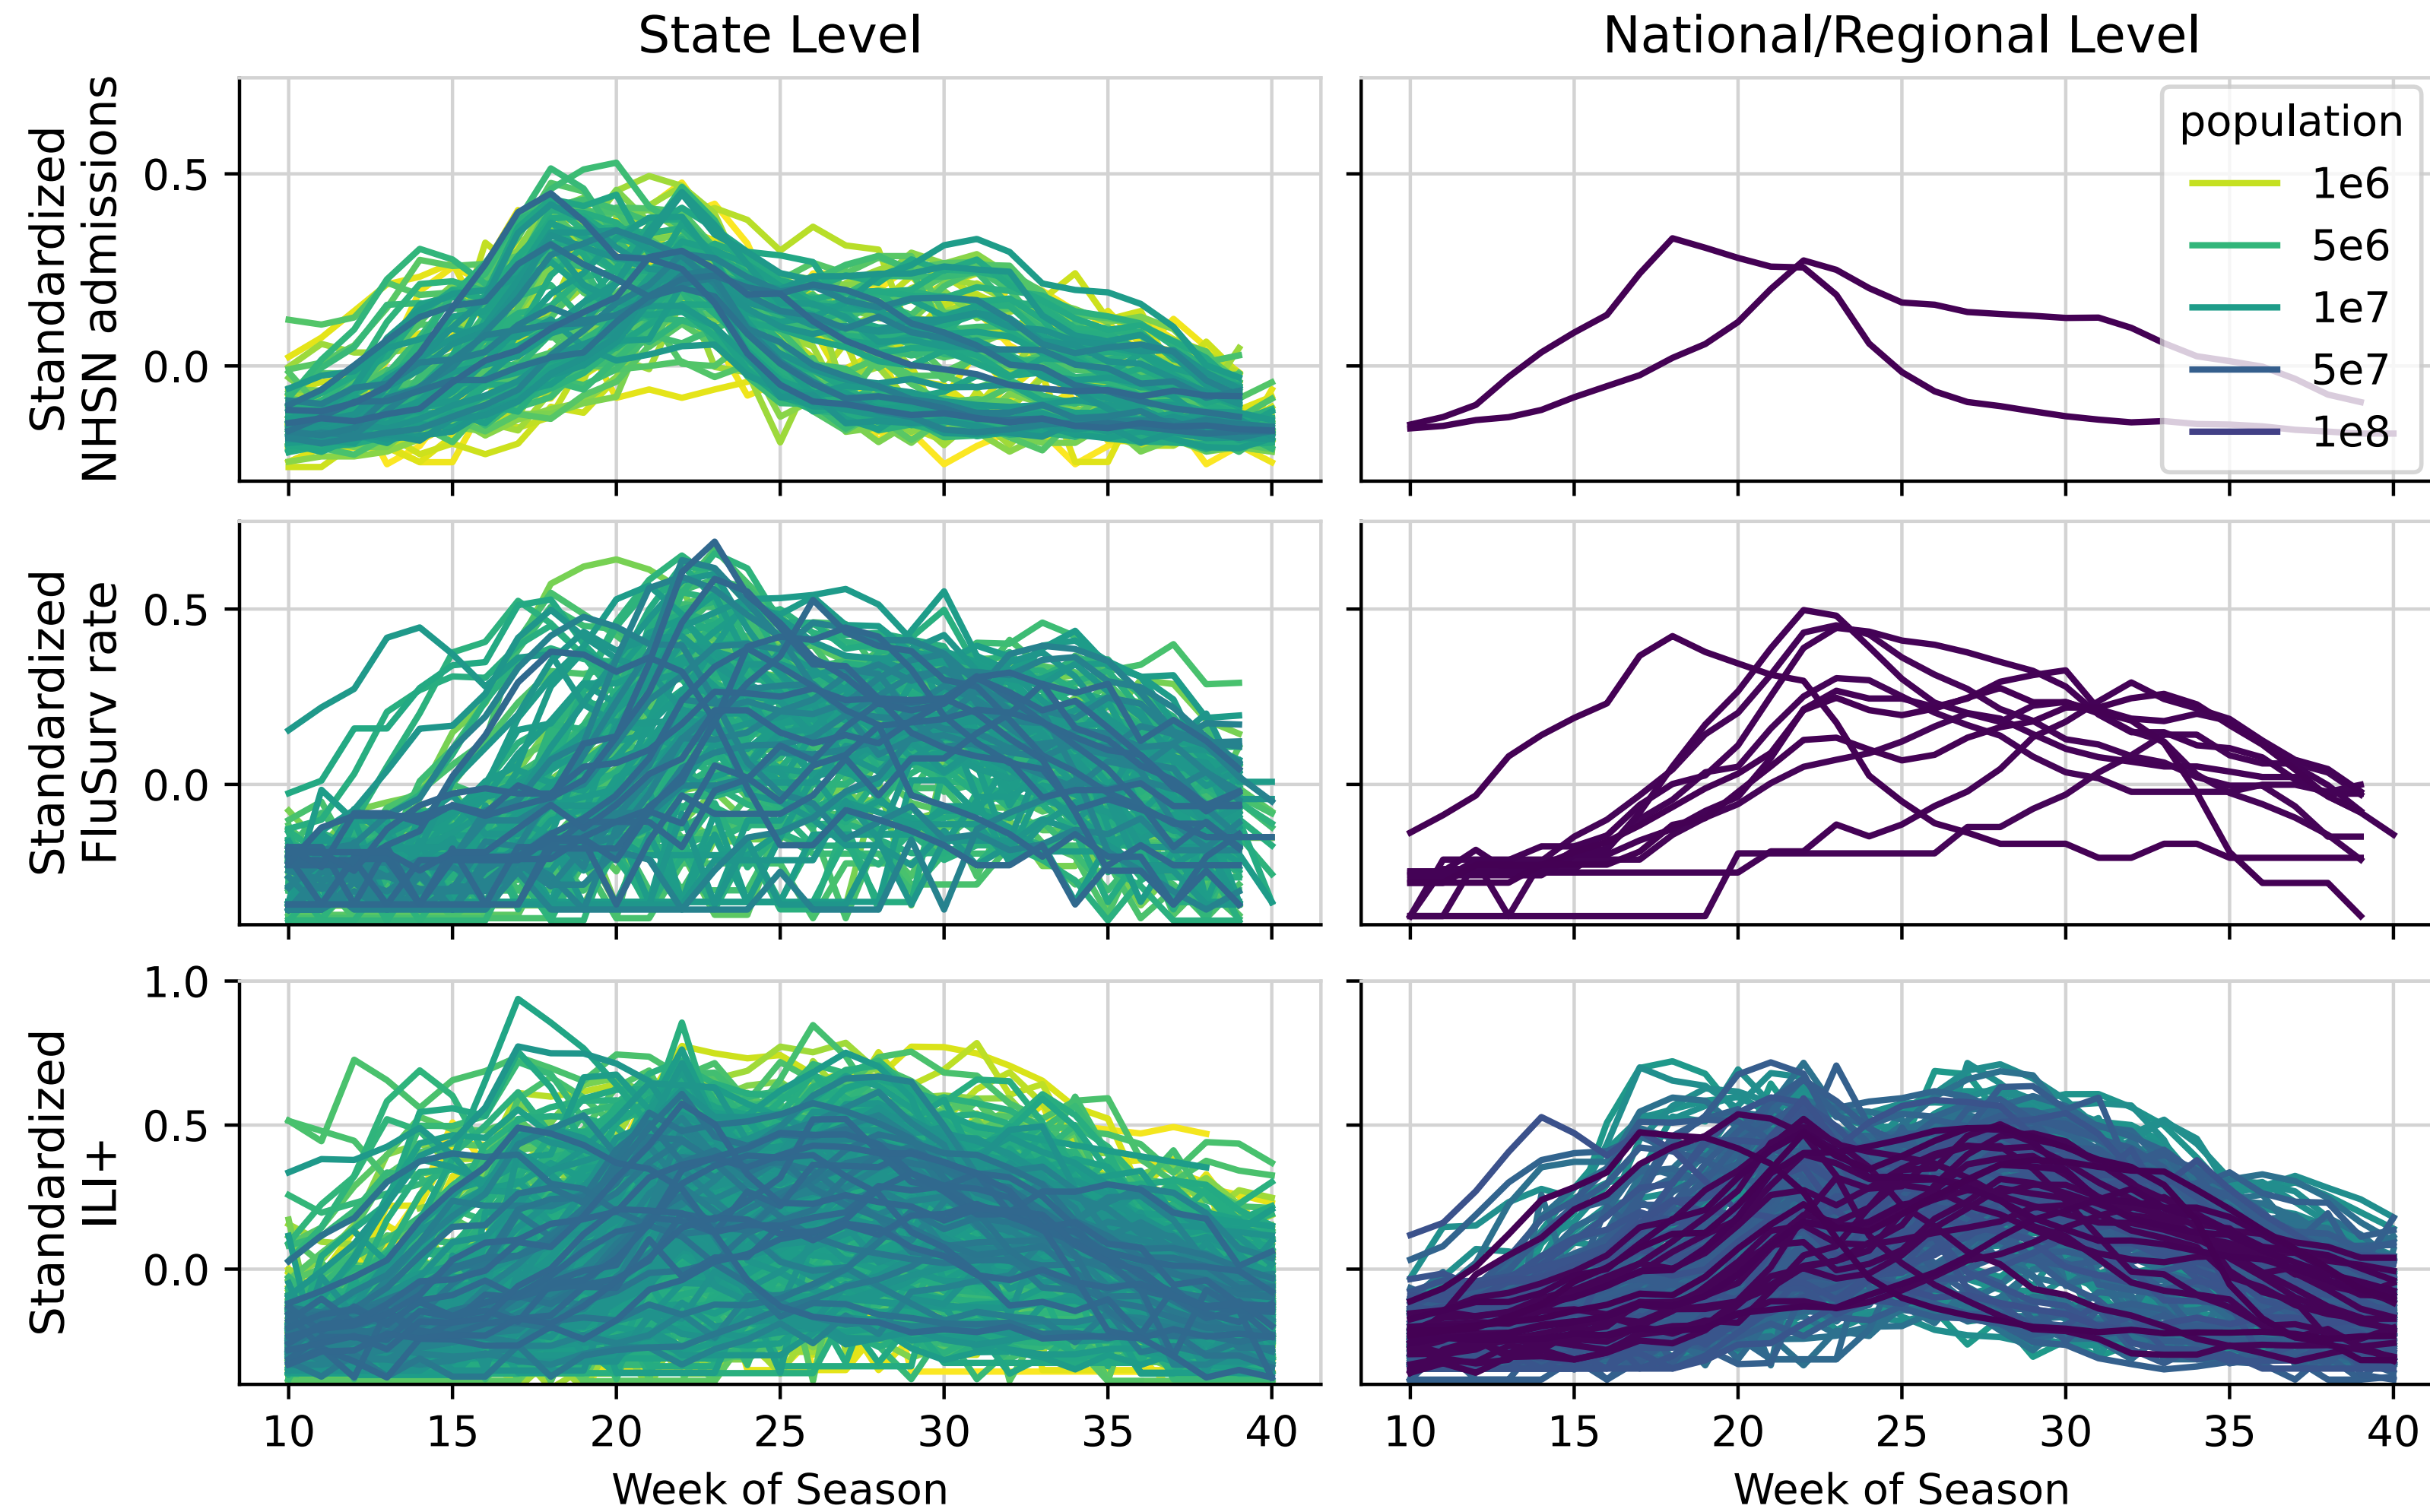 State Level
National/Regional Level
Standardized
NHSN admissions
0.5
0.0
population
1e6
5e6
1e7
5e7
1e8
Standardized
FluSurv rate
0.5
0.0
Standardized
ILI+
1.0
0.5
0.0
10 15 20 25 30 35 40
10 15 20 25 30 35 40
Week of Season
Week of Season